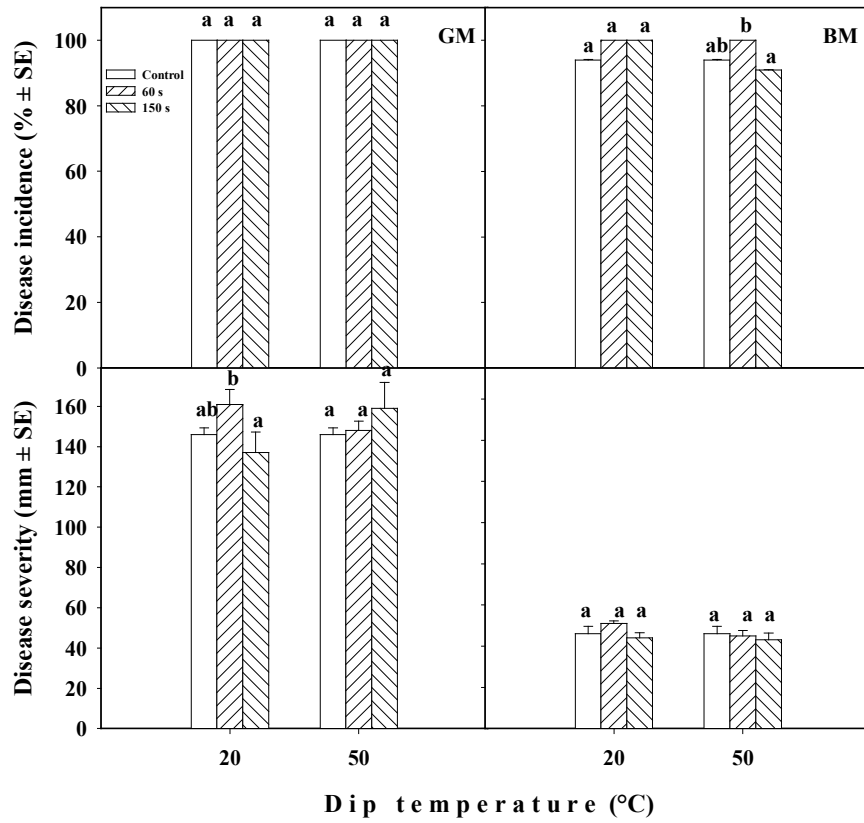 a a a a a a GM
a a a ab b a BM
Control
60 s
150 s
100
80
60
40
20
0
Disease incidence (% ± SE)
ab b a a a a
160
140
120
100
80
60
40
20
0
Disease severity (mm ± SE)
a a a a a a
20 50 20 50
Dip temperature (°C)